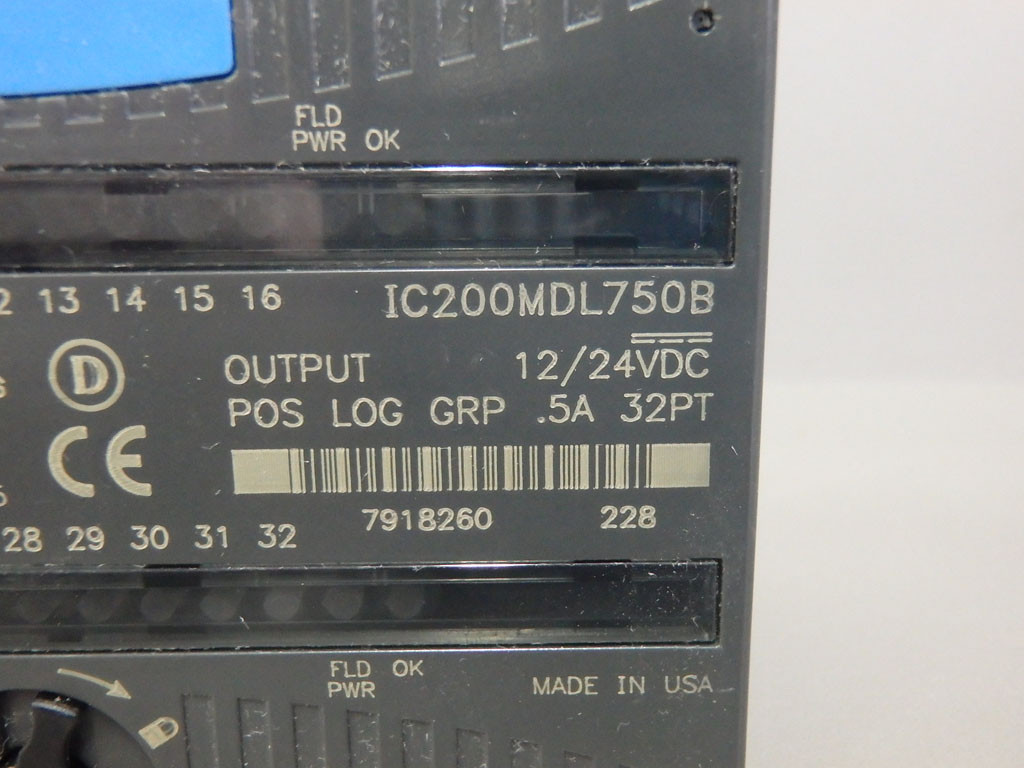 FLD
PWR OK
2 13 14 15 16
IC200MDL750B
OUTPUT 12/24VDC
D
POS LOG GRP .5A 32PT
CE
7918260 228
28 29 30 31 32
FLD OK
PWR
MADE IN USA